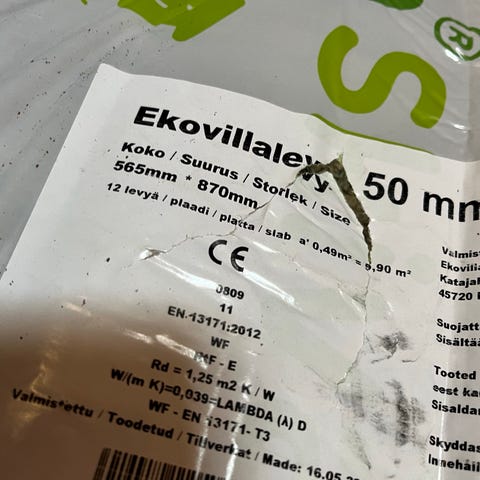 S
®
Ekovillalevy 50 mm
Koko / Suurus / Storlek / Size
565mm * 870mm
12 levyä / plaadi / platta / slab a' 0,49m² = 5,90 m²
CE
0809
11
EN-13171:2012
WF
- E
Rd = 1,25 m2 K / W
W/(m K)=0,039=LAMBDA (λ) D
WF - EN 13171- T3
Valmistettu / Toodetud / Tillverkat / Made: 16.05.
Valmis
Ekovilla
Kataja
45720
Suojatt
Sisältää
Tooted
eest ka
Sisaldar
Skyddas
Innehåll